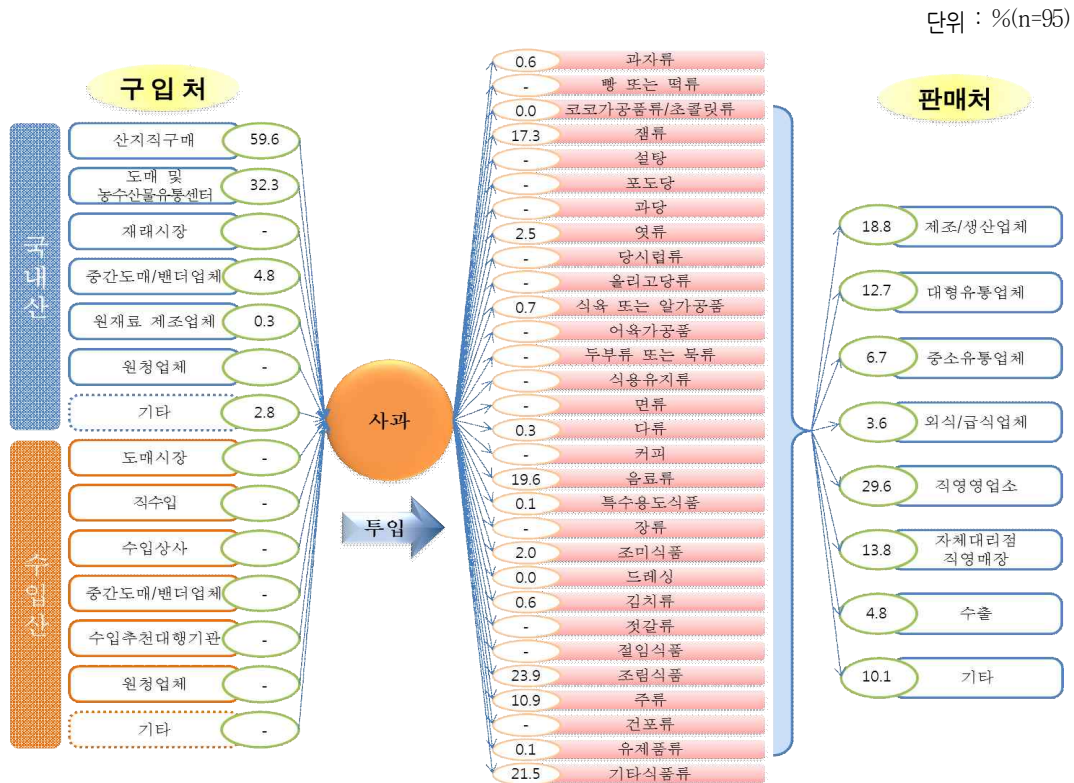 단위 : %(n=95)
구입처
판매처
국내산
산지직구매 59.6
도매 및
농수산물유통센터 32.3
재래시장 -
중간도매/밴더업체 4.8
원재료 제조업체 0.3
원청업체 -
기타 2.8
수입산
도매시장 -
직수입 -
수입상사 -
중간도매/밴더업체 -
수입추천대행기관 -
원청업체 -
기타 -
사과
투입
0.6 과자류
- 빵 또는 떡류
0.0 코코가공품류/초콜릿류
17.3 잼류
- 설탕
- 포도당
- 과당
2.5 엿류
- 당시럽류
- 올리고당류
0.7 식육 또는 알가공품
- 어육가공품
- 두부류 또는 묵류
- 식용유지류
- 면류
0.3 다류
- 커피
19.6 음료류
0.1 특수용도식품
- 장류
2.0 조미식품
0.0 드레싱
0.6 김치류
- 젓갈류
- 절임식품
23.9 조림식품
10.9 주류
- 건포류
0.1 유제품류
21.5 기타식품류
18.8 제조/생산업체
12.7 대형유통업체
6.7 중소유통업체
3.6 외식/급식업체
29.6 직영영업소
13.8 자체대리점
직영매장
4.8 수출
10.1 기타